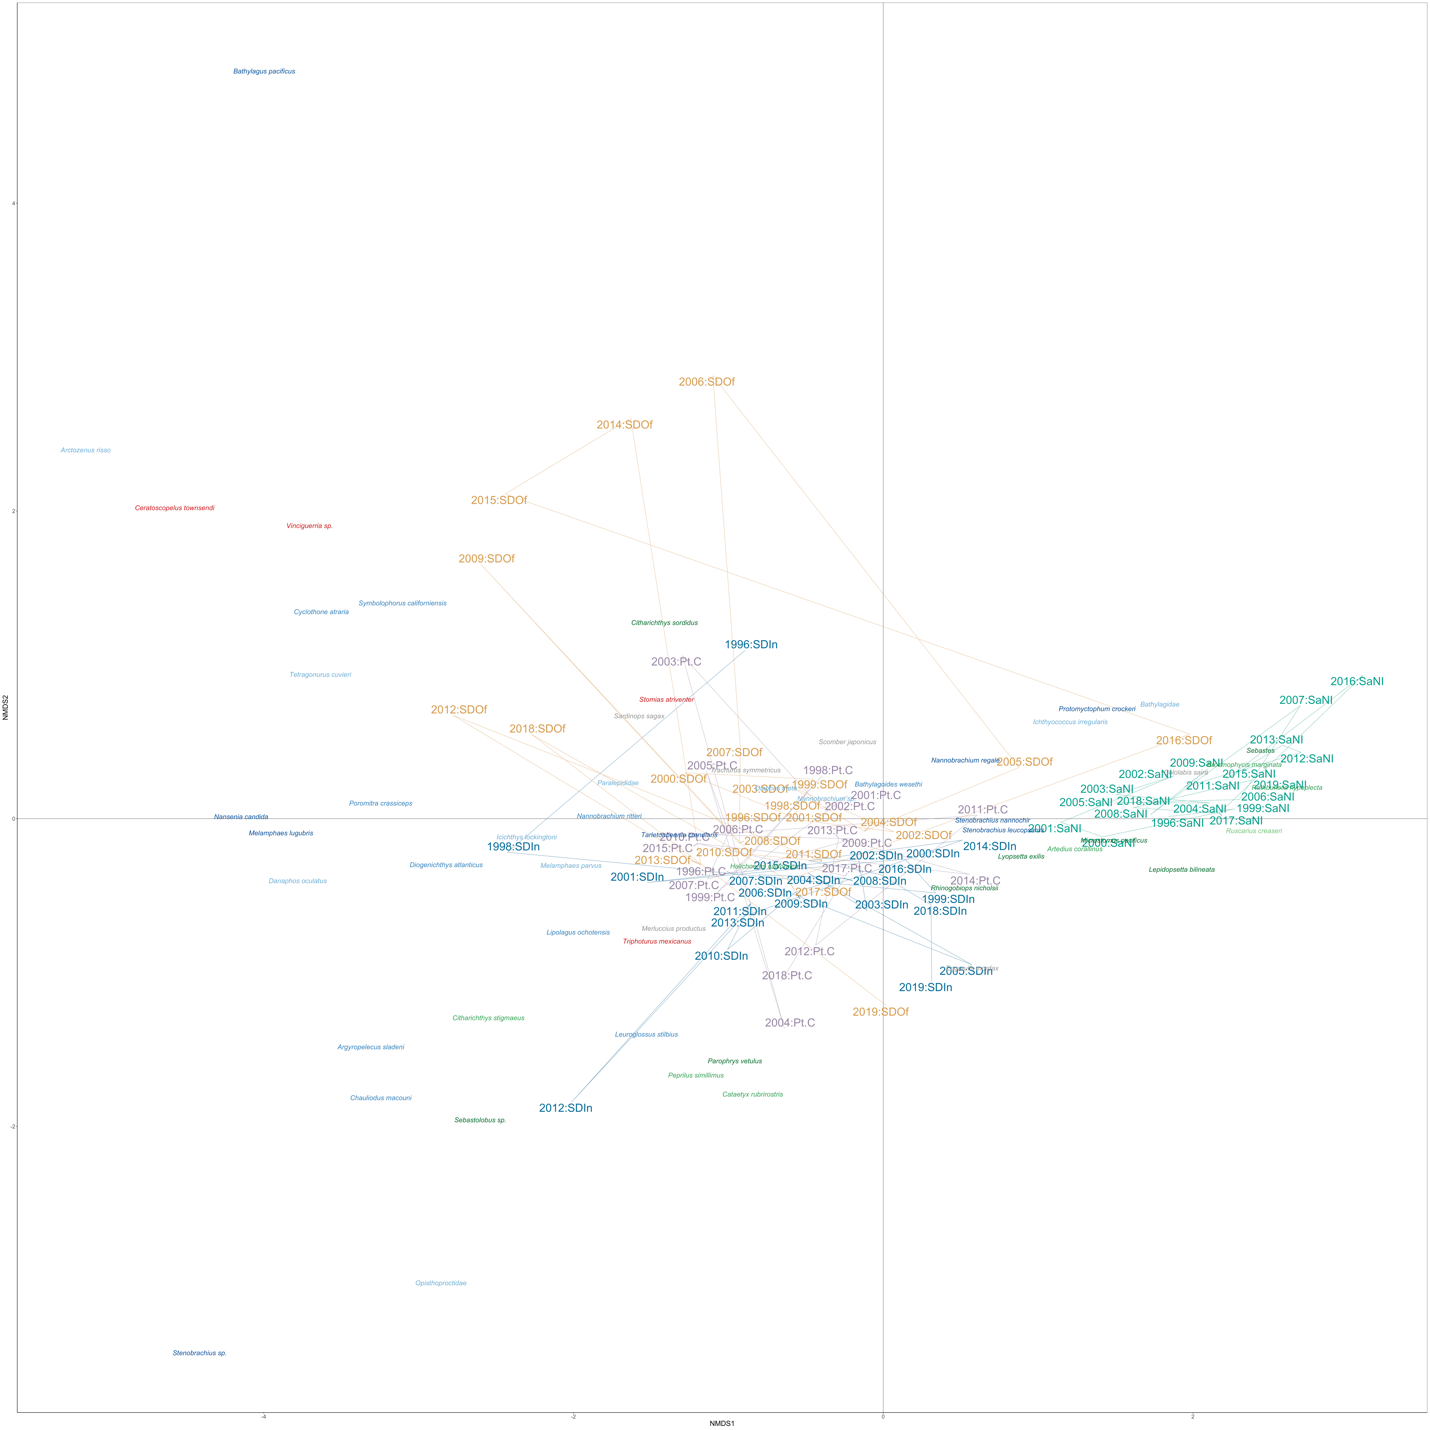 Bathylagus pacificus
4
2006:SDOf
2014:SDOf
Arctozenus risso
2015:SDOf
Ceratoscopelus townsendi
2
Vinciguerria sp.
2009:SDOf
Symbolophorus californiensis
Cyclothone atraria
Citharichthys sordidus
1996:SDIn
2003:Pt.C
Tetragonurus cuvieri
2016:SaNI
Stomias atriventer
2007:SaNI
NMDS2
Bathylagidae
2012:SDOf
Protomyctophum crockeri
Sardinops sagax
Ichthyococcus irregularis
2018:SDOf
2013:SaNI
2016:SDOf
Scomber japonicus
Sebastes
2007:SDOf
2012:SaNI
Nannobrachium regale
2005:SDOf
2009:SaNI
2005:Pt.C
Trachurus symmetricus
1998:Pt.C
2002:SaNI
2015:SaNI
2000:SDOf
Paralepididae
1999:SDOf
Bathylagoides wesethi
2019:SaNI
2011:SaNI
2003:SDOf
2003:SaNI
2001:Pt.C
2006:SaNI
Nannobrachium sp.
Poromitra crassiceps
2005:SaNI
2018:SaNI
1998:SDOf
2002:Pt.C
2004:SaNI
1999:SaNI
2011:Pt.C
2008:SaNI
Nansenia candida
Nannobrachium ritteri
1996:SDOf
2001:SDOf
Stenobrachius nannochir
2017:SaNI
2004:SDOf
1996:SaNI
0
2001:SaNI
2006:Pt.C
2013:Pt.C
Stenobrachius leucopsarus
Ruscarius creaseri
Melamphaes lugubris
2002:SDOf
2010:Pt.C
Icichthys lockingtoni
2008:SDOf
2009:Pt.C
2000:SaNI
1998:SDIn
2014:SDIn
2015:Pt.C
Artedius corallinus
2010:SDOf
2011:SDOf
2000:SDIn
2002:SDIn
Lyopsetta exilis
2013:SDOf
Diogenichthys atlanticus
Melamphaes parvus
2015:SDIn
2017:Pt.C
2016:SDIn
Lepidopsetta bilineata
1996:Pt.C
2001:SDIn
Danaphos oculatus
2007:SDIn
2004:SDIn
2008:SDIn
2014:Pt.C
2007:Pt.C
Rhinogobiops nicholsii
2006:SDIn
2017:SDOf
1999:Pt.C
1999:SDIn
2009:SDIn
2003:SDIn
2011:SDIn
2018:SDIn
2013:SDIn
Merluccius productus
Lipolagus ochotensis
Triphoturus mexicanus
2012:Pt.C
2010:SDIn
2005:SDIn
2018:Pt.C
2019:SDIn
2019:SDOf
Citharichthys stigmaeus
2004:Pt.C
Leuroglossus stilbius
Argyropelecus sladeni
Parophrys vetulus
Peprilus simillimus
Cataetyx rubrirostris
Chauliodus macouni
2012:SDIn
Sebastolobus sp.
-2
Opisthoproctidae
Stenobrachius sp.
-4
-2
0
2
NMDS1